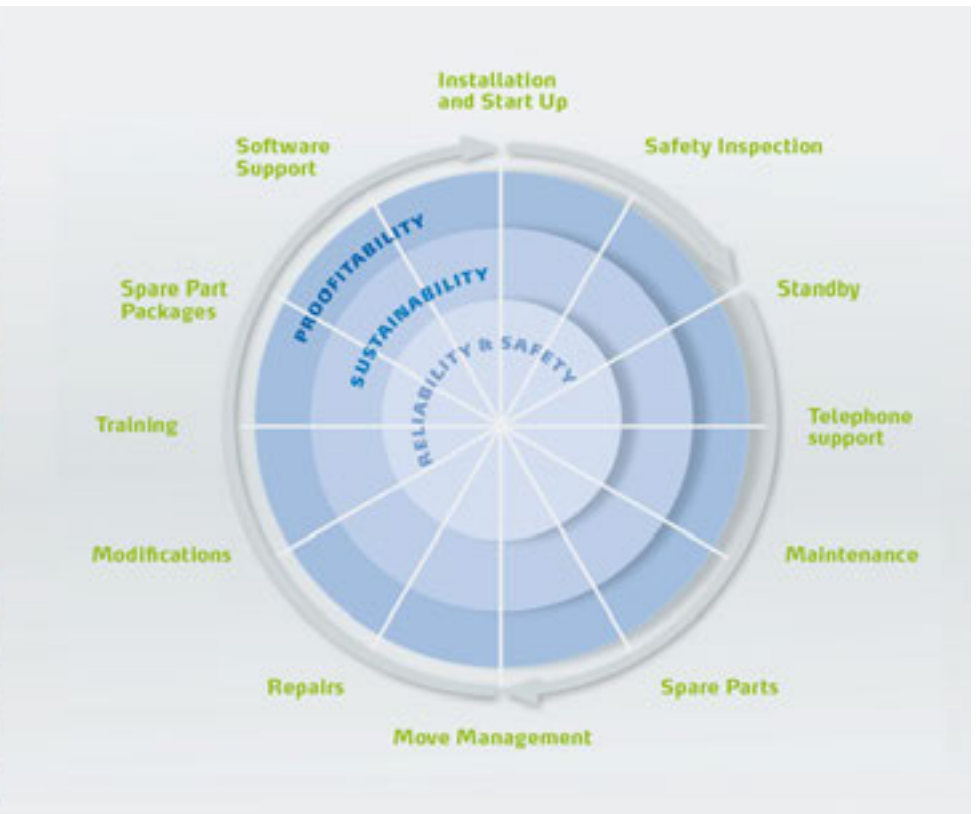 Installation
and Start Up
Safety Inspection
Standby
Telephone
support
Maintenance
Spare Parts
Move Management
Repairs
Modifications
Training
Spare Part
Packages
Software
Support
PROOFITABILITY
SUSTAINABILITY
RELIABILITY & SAFETY